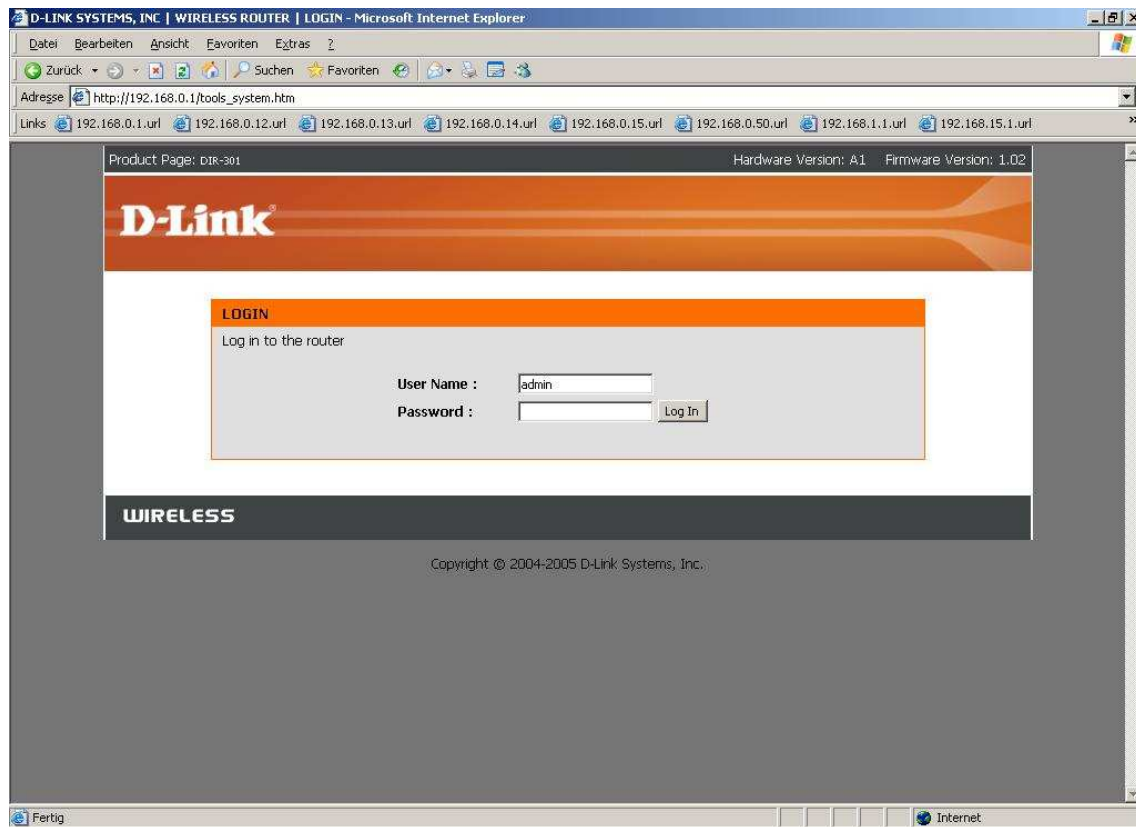 D-LINK SYSTEMS, INC | WIRELESS ROUTER | LOGIN - Microsoft Internet Explorer
Datei Bearbeiten Ansicht Favoriten Extras ?
Zurück Suchen Favoriten
Adresse http://192.168.0.1/tools_system.htm
Links 192.168.0.1.url 192.168.0.12.url 192.168.0.13.url 192.168.0.14.url 192.168.0.15.url 192.168.0.50.url 192.168.1.1.url 192.168.15.1.url »
Product Page: DIR-301 Hardware Version: A1 Firmware Version: 1.02
D-Link®
LOGIN
Log in to the router
User Name : admin
Password : Log In
WIRELESS
Copyright © 2004-2005 D-Link Systems, Inc.
Fertig Internet